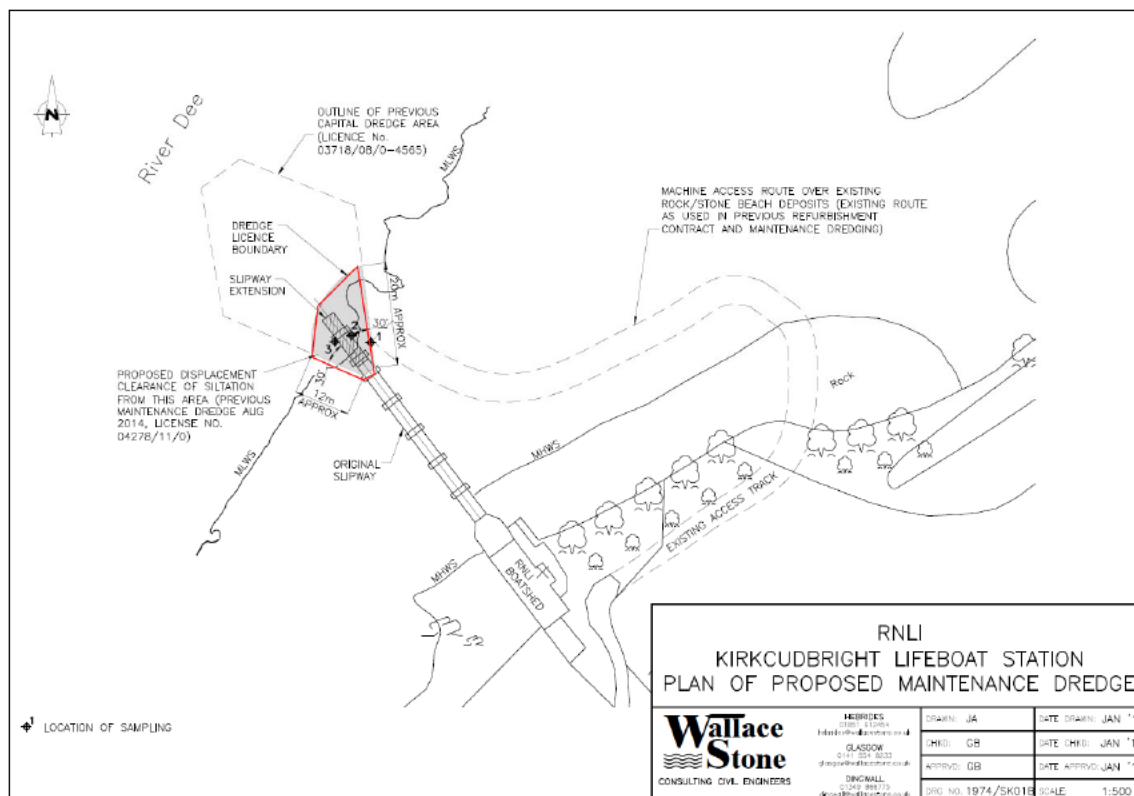 N
River Dee
OUTLINE OF PREVIOUS
CAPITAL DREDGE AREA
(LICENCE No.
03718/08/0-4565)
MLWS
MACHINE ACCESS ROUTE OVER EXISTING
ROCK/STONE BEACH DEPOSITS (EXISTING ROUTE
AS USED IN PREVIOUS REFURBISHMENT
CONTRACT AND MAINTENANCE DREDGING)
DREDGE
LICENCE
BOUNDARY
SLIPWAY
EXTENSION
20m APPROX
30'
2
1
3
PROPOSED DISPLACEMENT
CLEARANCE OF SILTATION
FROM THIS AREA (PREVIOUS
MAINTENANCE DREDGE AUG
2014, LICENSE NO.
04278/11/0)
12m
APPROX
MLWS
ORIGINAL
SLIPWAY
Rock
MHWS
EXISTING ACCESS TRACK
MHWS
RNLI
BOATSHED
1 LOCATION OF SAMPLING
RNLI
KIRKCUDBRIGHT LIFEBOAT STATION
PLAN OF PROPOSED MAINTENANCE DREDGE
Wallace
Stone
CONSULTING CIVIL ENGINEERS
HEBRIDES
GLASGOW
DINGWALL
DRAWN: JA
DATE DRAWN: JAN
CHKD: GB
DATE CHKD: JAN
APPRVD: GB
DATE APPRVD: JAN
DRG NO. 1974/SK01B
SCALE 1:500